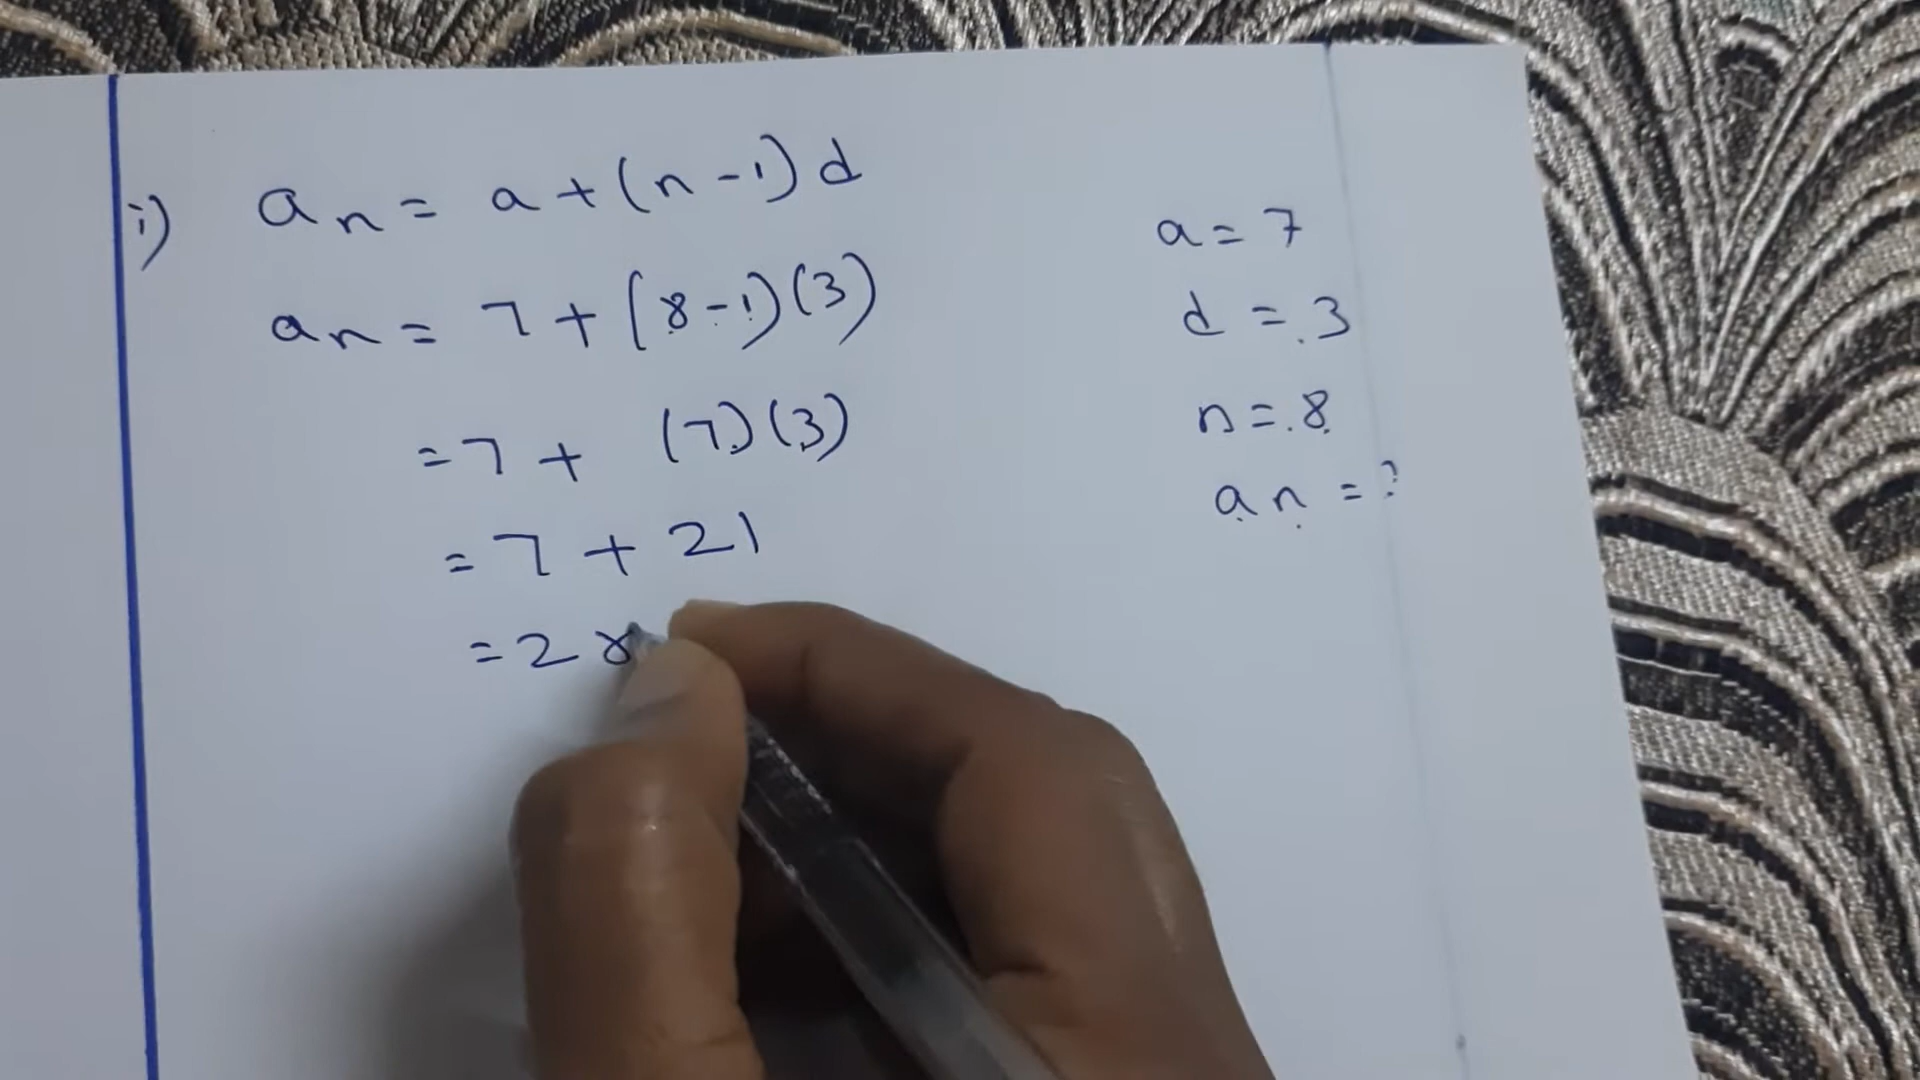 i) an = a + (n - 1) d
an = 7 + (8 - 1) (3)
= 7 + (7) (3)
= 7 + 21
= 28
a = 7
d = 3
n = 8
an = ?